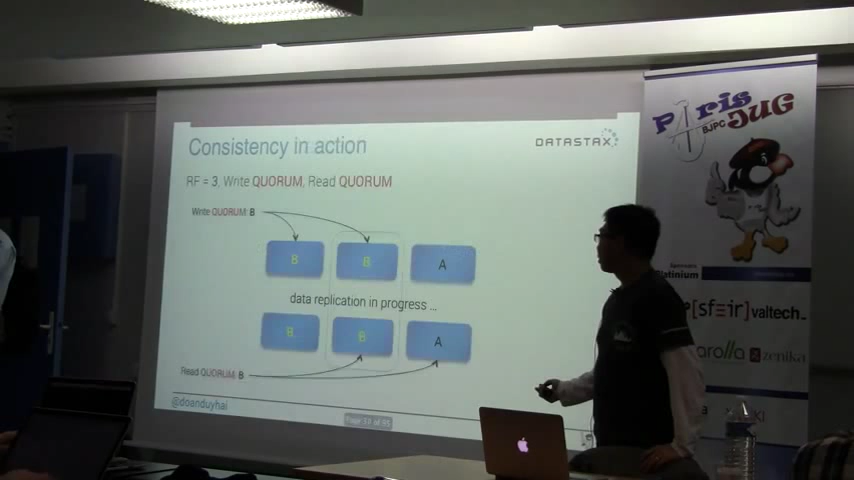 Consistency in action
DATASTAX
RF = 3, Write QUORUM, Read QUORUM
Write QUORUM: B
B
B
A
data replication in progress ...
B
B
A
Read QUORUM: B
@doanduyhai
Paris
JUG
BJPC
Platinium
[sfeir]
valtech_
arolla
zenika